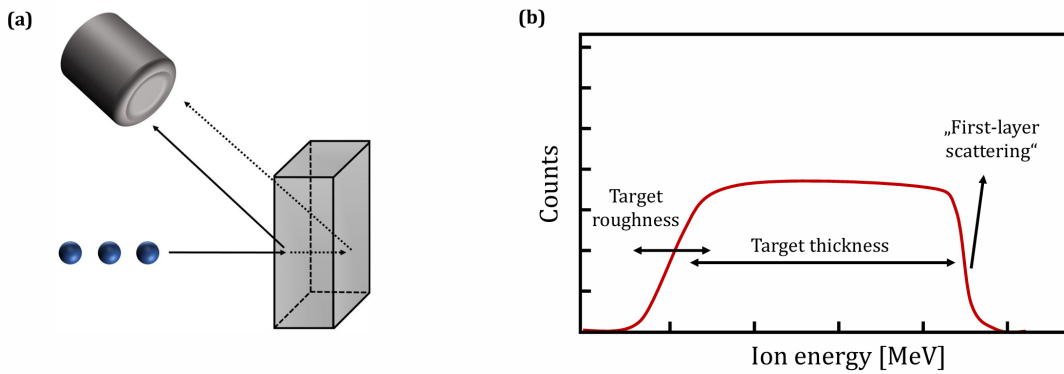 (a)
(b)
Counts
„First-layer
scattering“
Target
roughness
Target thickness
Ion energy [MeV]